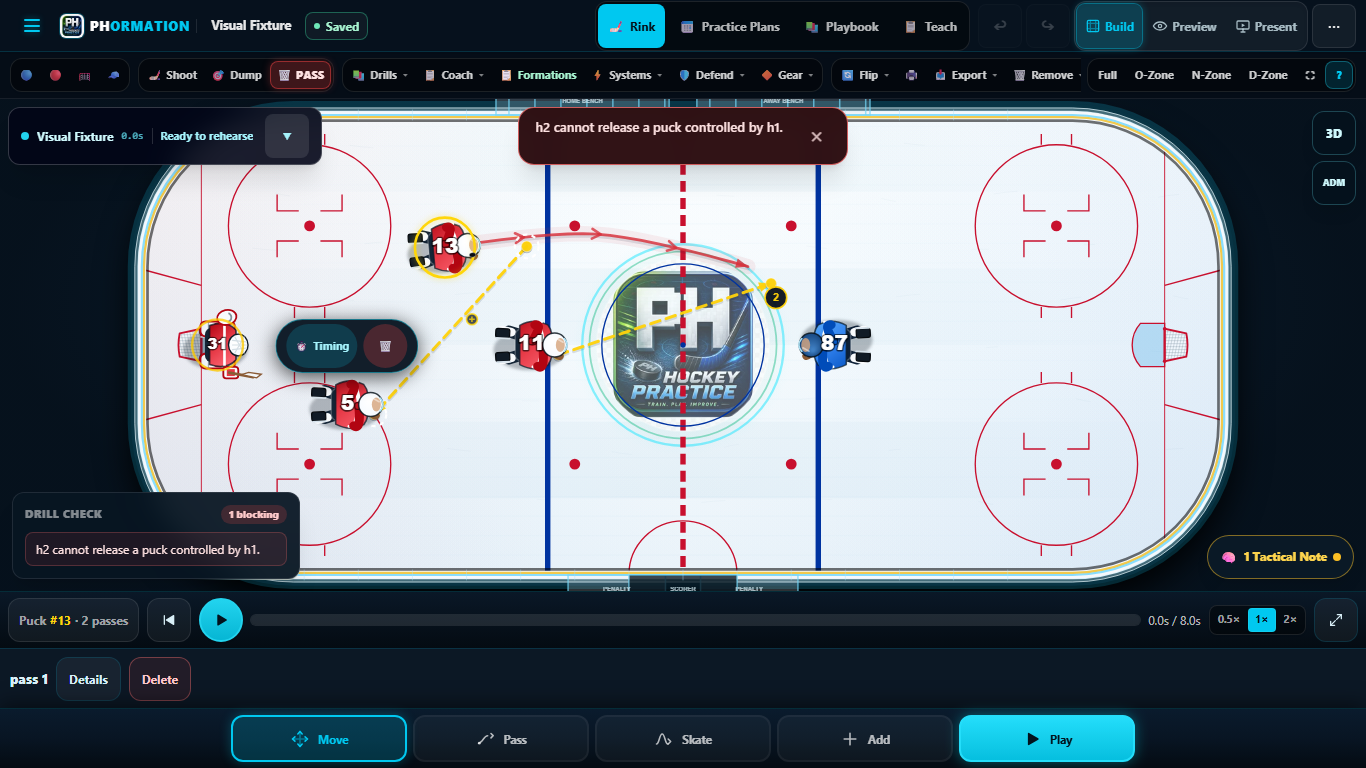 PH
PHORMATION
Visual Fixture
Saved
Rink
Practice Plans
Playbook
Teach
Build
Preview
Present
Shoot
Dump
PASS
Drills
Coach
Formations
Systems
Defend
Gear
Flip
Export
Remove
Full
O-Zone
N-Zone
D-Zone
?
HOME BENCH
AWAY BENCH
Visual Fixture 0.0s Ready to rehearse
h2 cannot release a puck controlled by h1.
3D
ADM
13
2
31
Timing
11
87
5
PH
HOCKEY
PRACTICE
TRAIN. PLAY. IMPROVE.
DRILL CHECK
1 blocking
h2 cannot release a puck controlled by h1.
1 Tactical Note
PENALTY
SCORER
PENALTY
Puck #13 · 2 passes
0.0s / 8.0s
0.5×
1×
2×
pass 1
Details
Delete
Move
Pass
Skate
Add
Play